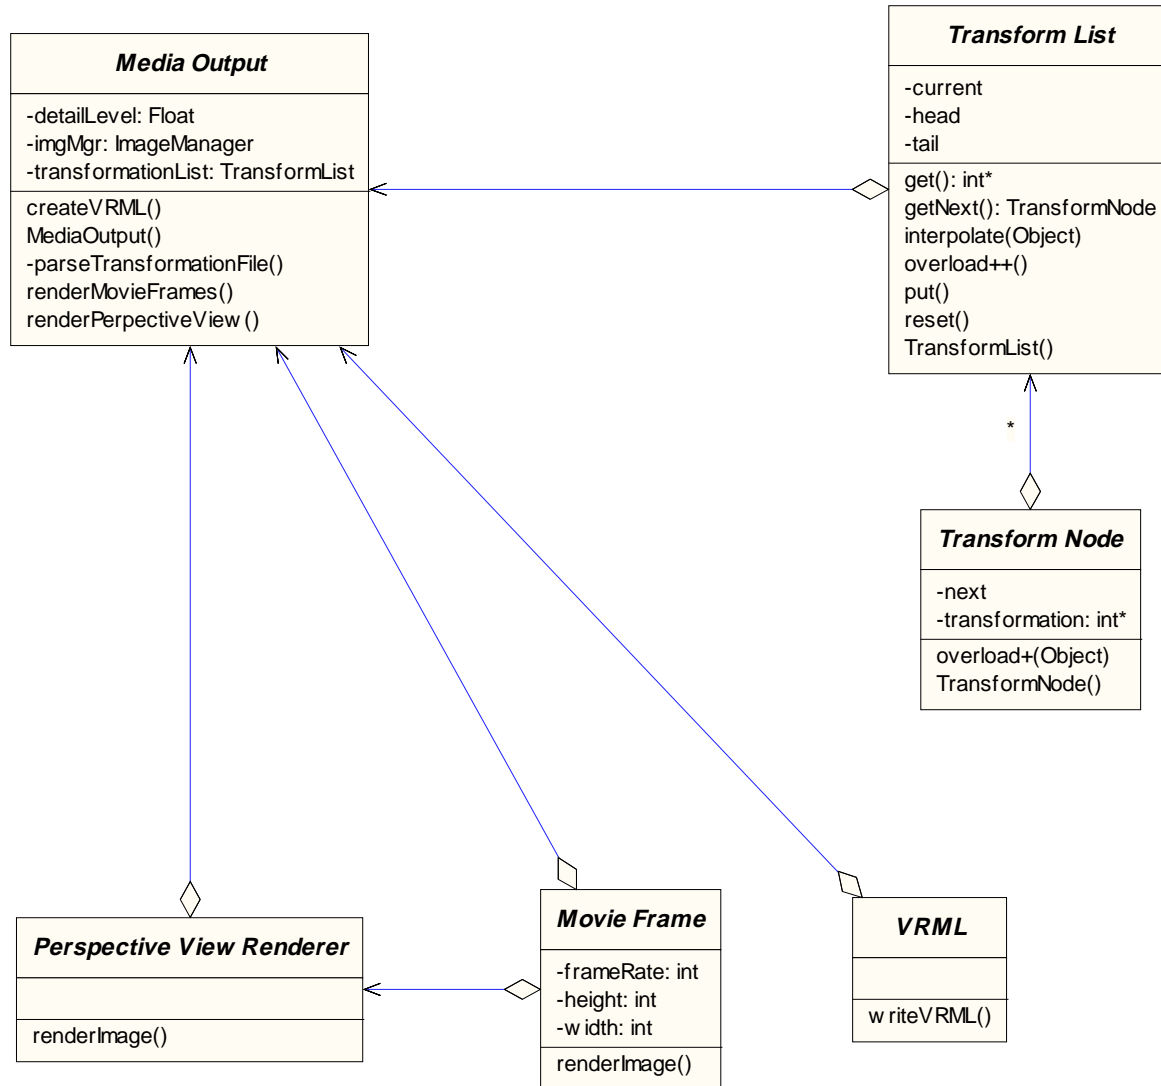 Media Output
-detailLevel: Float
-imgMgr: ImageManager
-transformationList: TransformList
createVRML()
MediaOutput()
-parseTransformationFile()
renderMovieFrames()
renderPerpectiveView()
Transform List
-current
-head
-tail
get(): int*
getNext(): TransformNode
interpolate(Object)
overload++()
put()
reset()
TransformList()
*
Transform Node
-next
-transformation: int*
overload+(Object)
TransformNode()
Perspective View Renderer
renderImage()
Movie Frame
-frameRate: int
-height: int
-width: int
renderImage()
VRML
writeVRML()